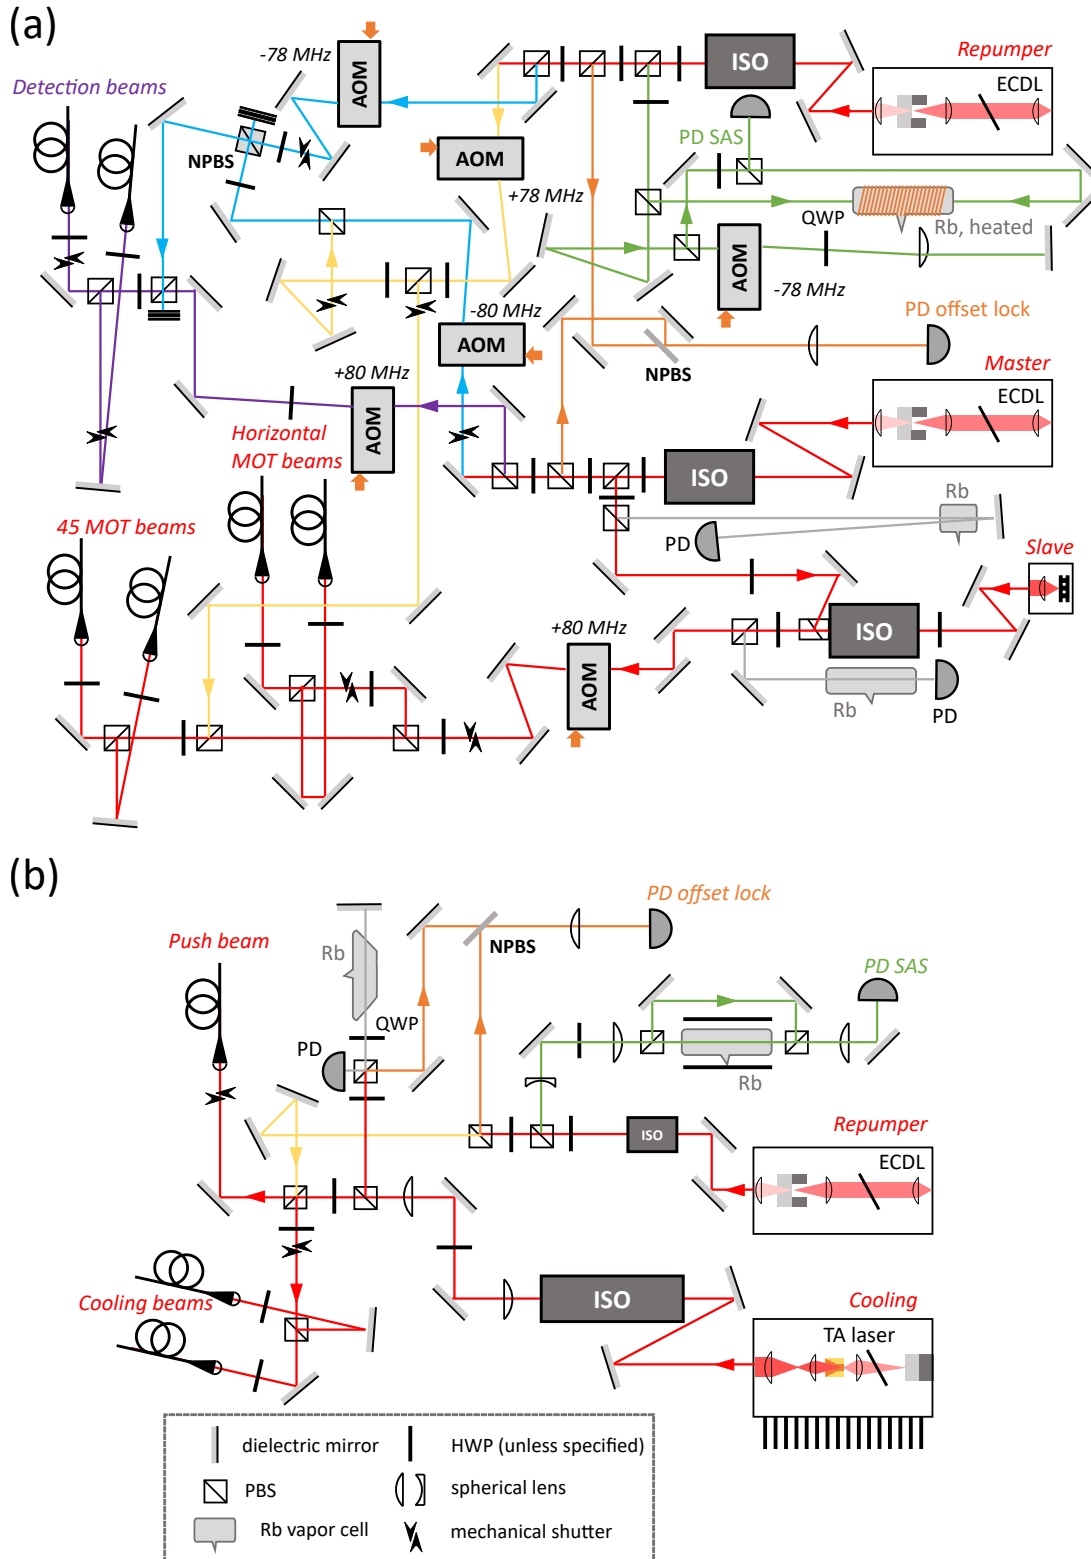 (a)
-78 MHz
Repumper
Detection beams
AOM
ISO
ECDL
PD SAS
NPBS
AOM
+78 MHz
QWP
Rb, heated
AOM
-78 MHz
-80 MHz
PD offset lock
AOM
NPBS
Master
+80 MHz
ECDL
AOM
Horizontal
MOT beams
ISO
Rb
45 MOT beams
PD
Slave
+80 MHz
ISO
AOM
Rb
PD
(b)
PD offset lock
Push beam
NPBS
Rb
PD SAS
QWP
PD
Rb
Repumper
ISO
ECDL
Cooling beams
ISO
Cooling
TA laser
dielectric mirror
HWP (unless specified)
PBS
spherical lens
Rb vapor cell
mechanical shutter